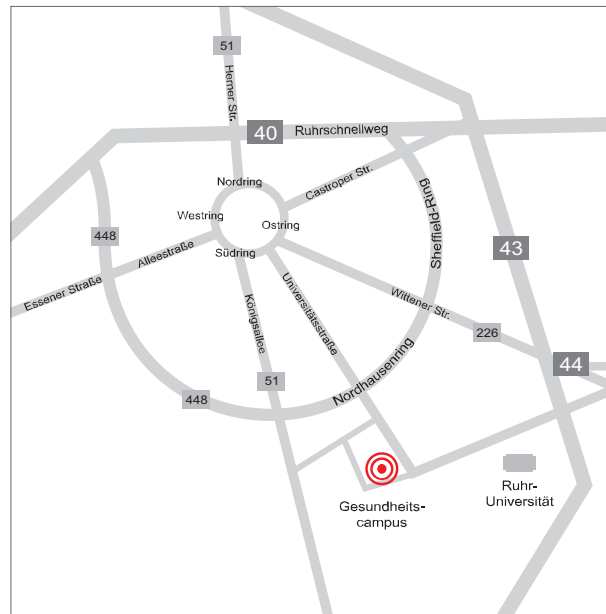 51
Herner Str.
40
Ruhrschnellweg
Nordring
Castroper Str.
Westring
Ostring
448
Sheffield-Ring
43
Alleestraße
Südring
Essener Straße
Königsallee
Universitätsstraße
Wittener Str.
226
44
51
448
Nordhausenring
Gesundheits-
campus
Ruhr-
Universität